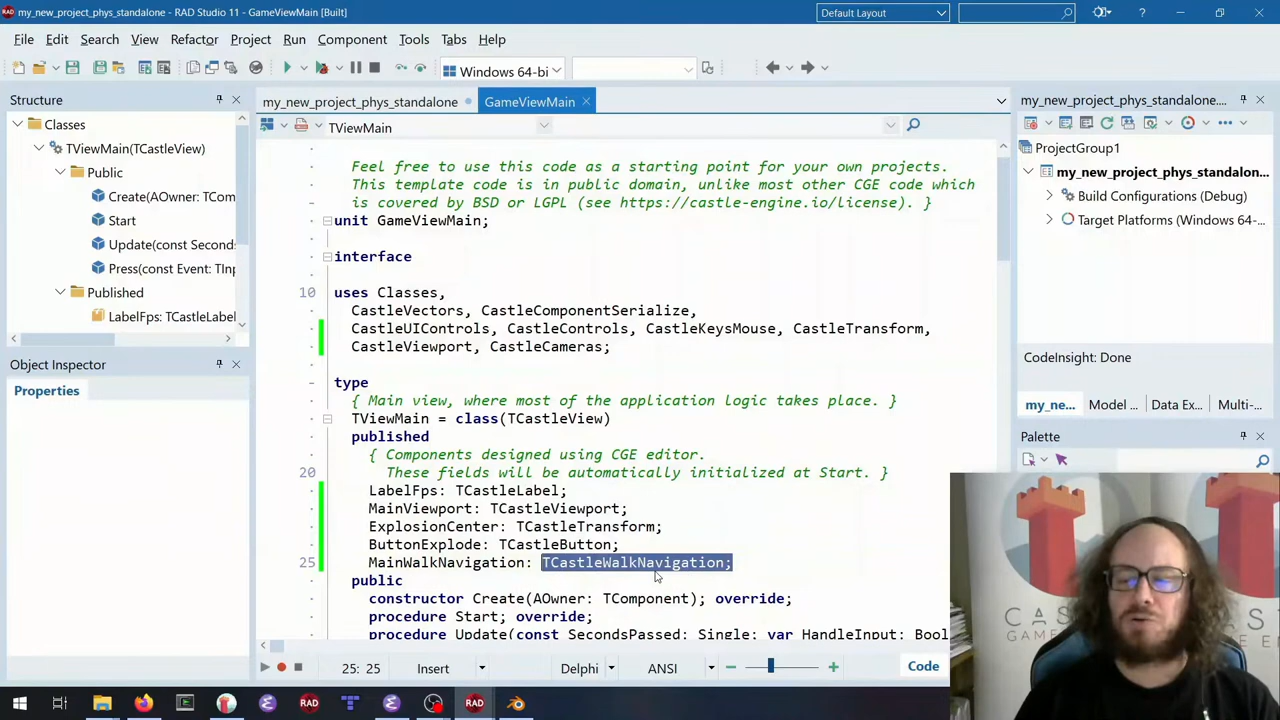 my_new_project_phys_standalone - RAD Studio 11 - GameViewMain [Built]
Default Layout
File Edit Search View Refactor Project Run Component Tools Tabs Help
Windows 64-bi
Structure
Classes
TViewMain(TCastleView)
Public
Create(AOwner: TCom
Start
Update(const Second:
Press(const Event: TInp
Published
LabelFps: TCastleLabel
Object Inspector
Properties
my_new_project_phys_standalone
GameViewMain
TViewMain
Feel free to use this code as a starting point for your own projects.
This template code is in public domain, unlike most other CGE code which
is covered by BSD or LGPL (see https://castle-engine.io/license). }
unit GameViewMain;
interface
10 uses Classes,
CastleVectors, CastleComponentSerialize,
CastleUIControls, CastleControls, CastleKeysMouse, CastleTransform,
CastleViewport, CastleCameras;
type
{ Main view, where most of the application logic takes place. }
TViewMain = class(TCastleView)
published
{ Components designed using CGE editor.
20 These fields will be automatically initialized at Start. }
LabelFps: TCastleLabel;
MainViewport: TCastleViewport;
ExplosionCenter: TCastleTransform;
ButtonExplode: TCastleButton;
25 MainWalkNavigation: TCastleWalkNavigation;
public
constructor Create(AOwner: TComponent); override;
procedure Start; override;
procedure Update(const SecondsPassed: Single; var HandleInput: Bool
25: 25 Insert Delphi ANSI Code
my_new_project_phys_standalone....
ProjectGroup1
my_new_project_phys_standalon...
Build Configurations (Debug)
Target Platforms (Windows 64-...
CodeInsight: Done
my_ne... Model ... Data Ex... Multi-...
Palette
RAD
RAD